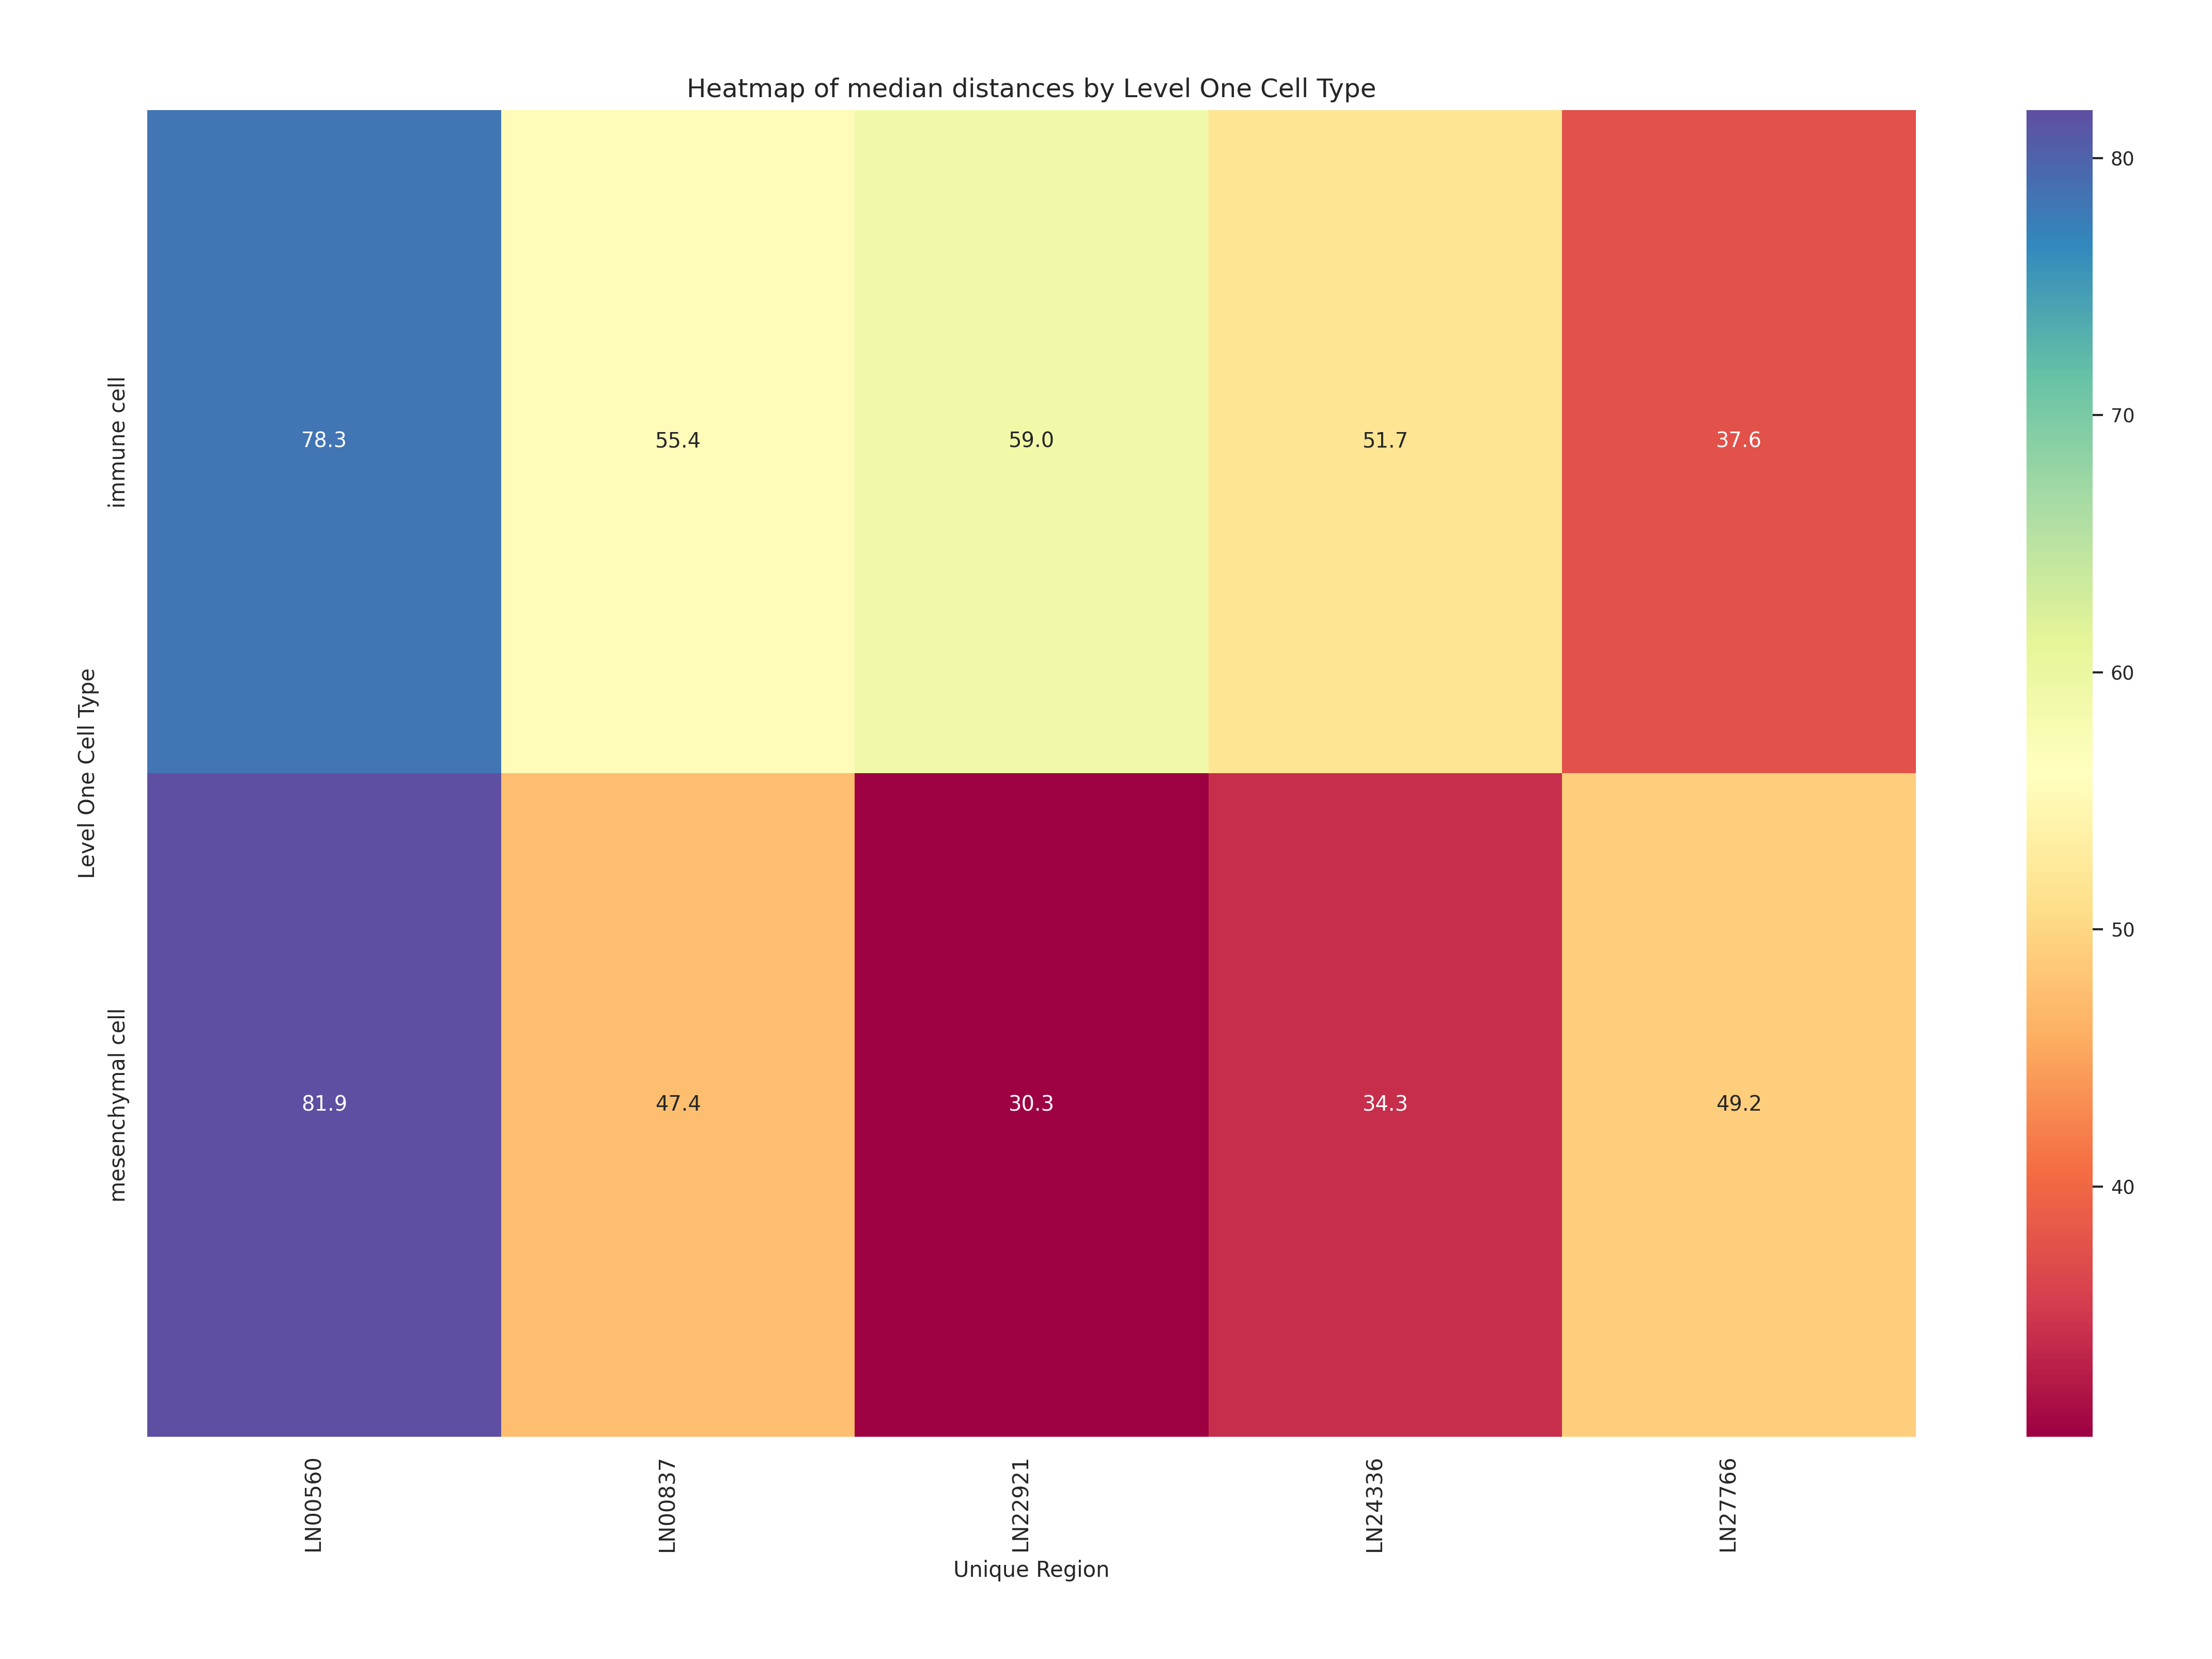 Heatmap of median distances by Level One Cell Type
Level One Cell Type
immune cell
78.3 55.4 59.0 51.7 37.6
mesenchymal cell
81.9 47.4 30.3 34.3 49.2
LN00560 LN00837 LN22921 LN24336 LN27766
Unique Region
80
70
60
50
40